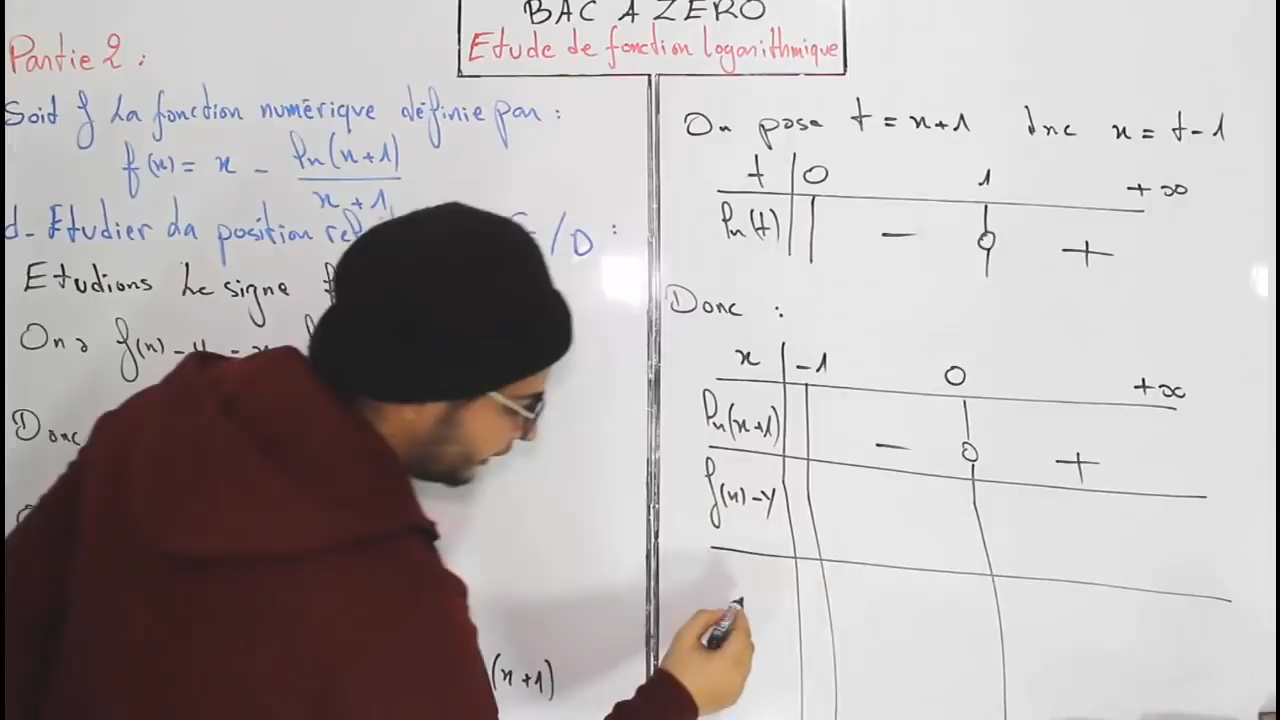 BAC A ZERO
Etude de fonction logarithmique
Partie 2 :
Soit f la fonction numérique définie par :
f(x) = x - ln(x+1)
x+1
d - Etudier la position / D :
Etudions le signe
On a f(x) - y = x
Donc
(x+1)
On pose t = x+1 donc x = t-1
t 0 1 +∞
ln(t) - 0 +
Donc :
x -1 0 +∞
ln(x+1) - 0 +
f(x)-y